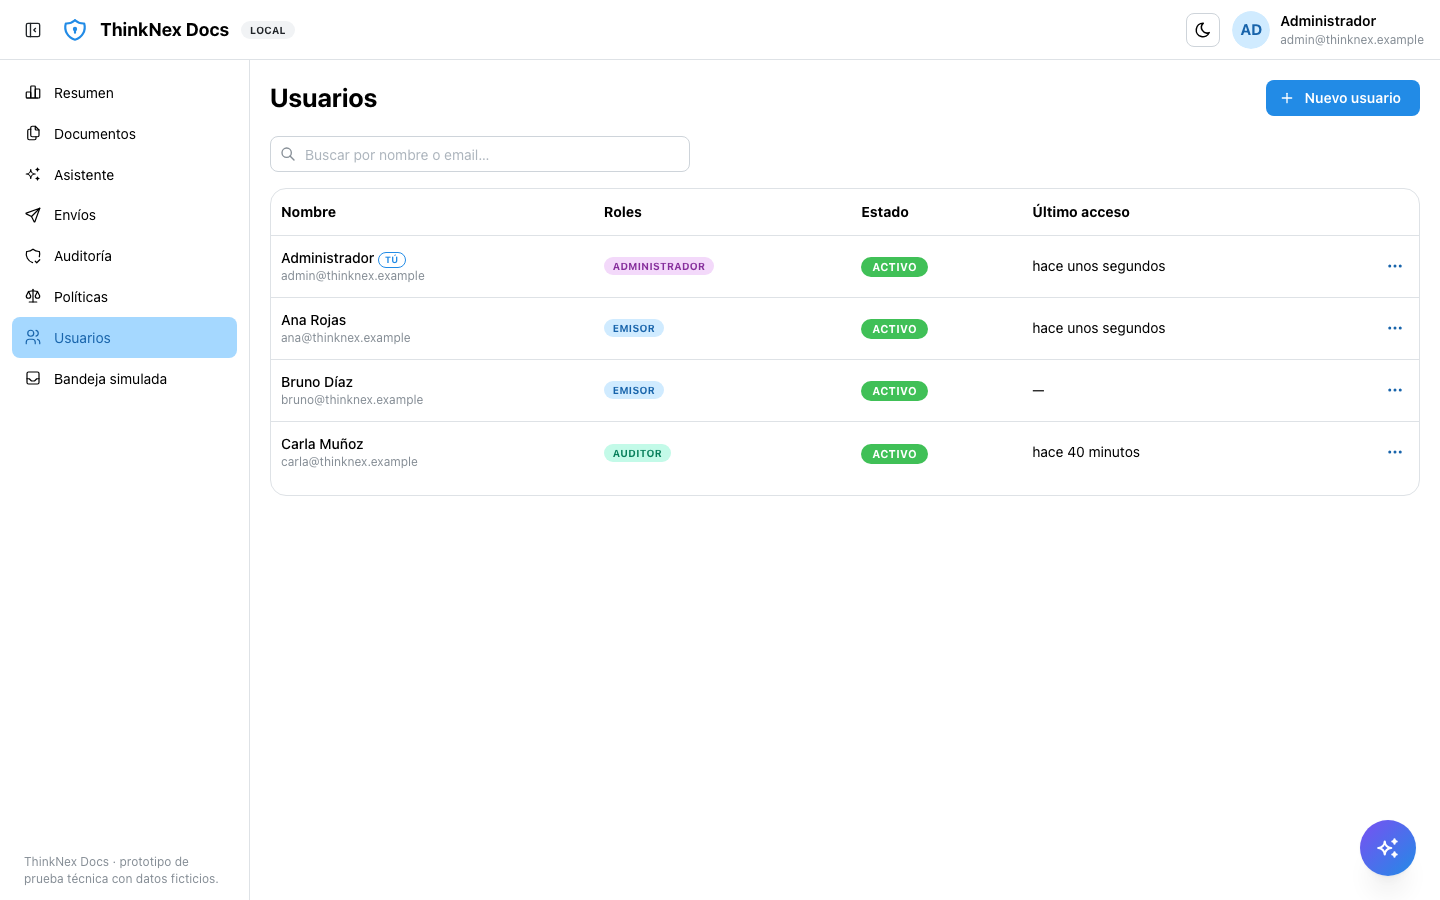 ThinkNex Docs LOCAL
AD Administrador
admin@thinknex.example
Resumen
Documentos
Asistente
Envíos
Auditoría
Políticas
Usuarios
Bandeja simulada
ThinkNex Docs · prototipo de
prueba técnica con datos ficticios.
Usuarios
Nuevo usuario
Buscar por nombre o email...
Nombre Roles Estado Último acceso
Administrador TÚ ADMINISTRADOR ACTIVO hace unos segundos
admin@thinknex.example
Ana Rojas EMISOR ACTIVO hace unos segundos
ana@thinknex.example
Bruno Díaz EMISOR ACTIVO —
bruno@thinknex.example
Carla Muñoz AUDITOR ACTIVO hace 40 minutos
carla@thinknex.example